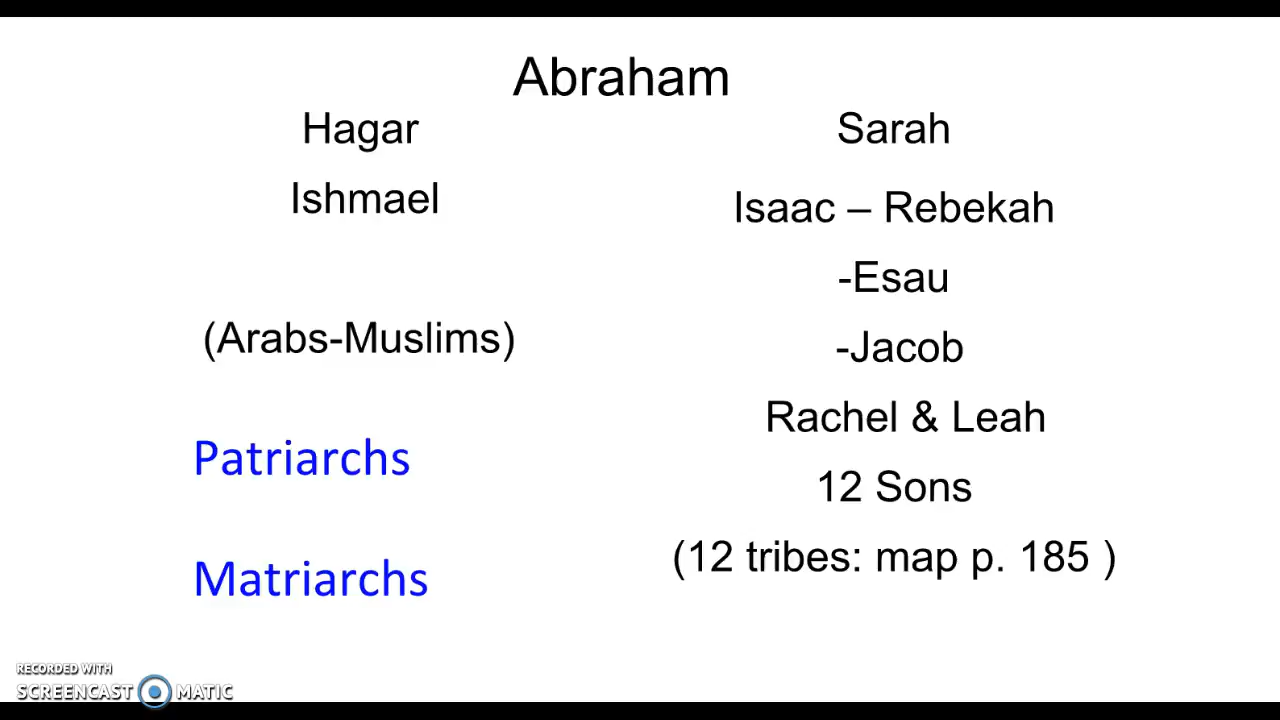 Abraham
Hagar
Sarah
Ishmael
Isaac – Rebekah
-Esau
(Arabs-Muslims)
-Jacob
Rachel & Leah
Patriarchs
12 Sons
(12 tribes: map p. 185 )
Matriarchs
RECORDED WITH
SCREENCAST MATIC